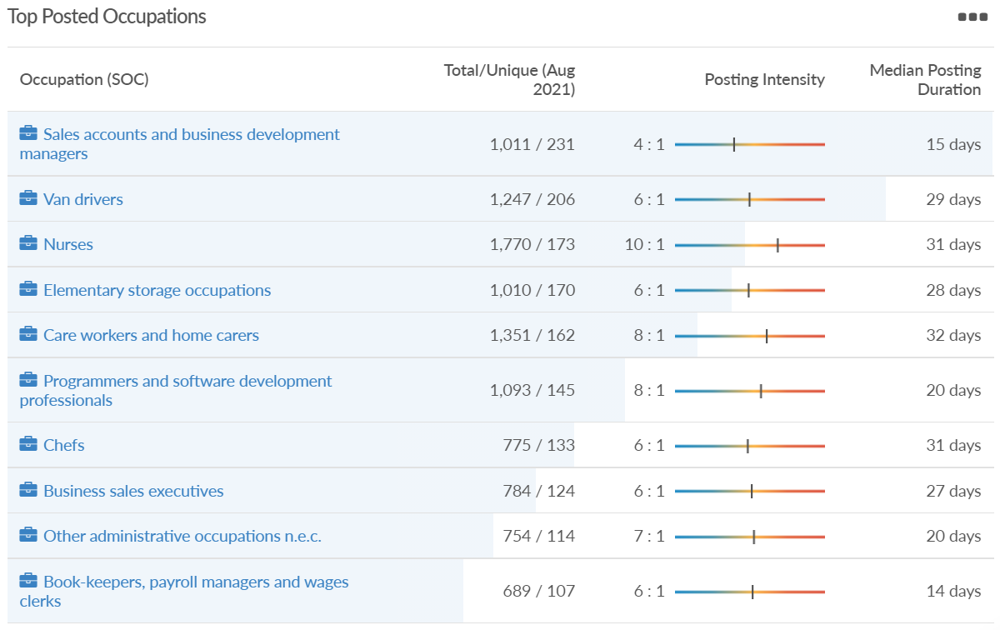 Top Posted Occupations
Occupation (SOC) Total/Unique (Aug 2021) Posting Intensity Median Posting Duration
Sales accounts and business development managers 1,011 / 231 4 : 1 15 days
Van drivers 1,247 / 206 6 : 1 29 days
Nurses 1,770 / 173 10 : 1 31 days
Elementary storage occupations 1,010 / 170 6 : 1 28 days
Care workers and home carers 1,351 / 162 8 : 1 32 days
Programmers and software development professionals 1,093 / 145 8 : 1 20 days
Chefs 775 / 133 6 : 1 31 days
Business sales executives 784 / 124 6 : 1 27 days
Other administrative occupations n.e.c. 754 / 114 7 : 1 20 days
Book-keepers, payroll managers and wages clerks 689 / 107 6 : 1 14 days